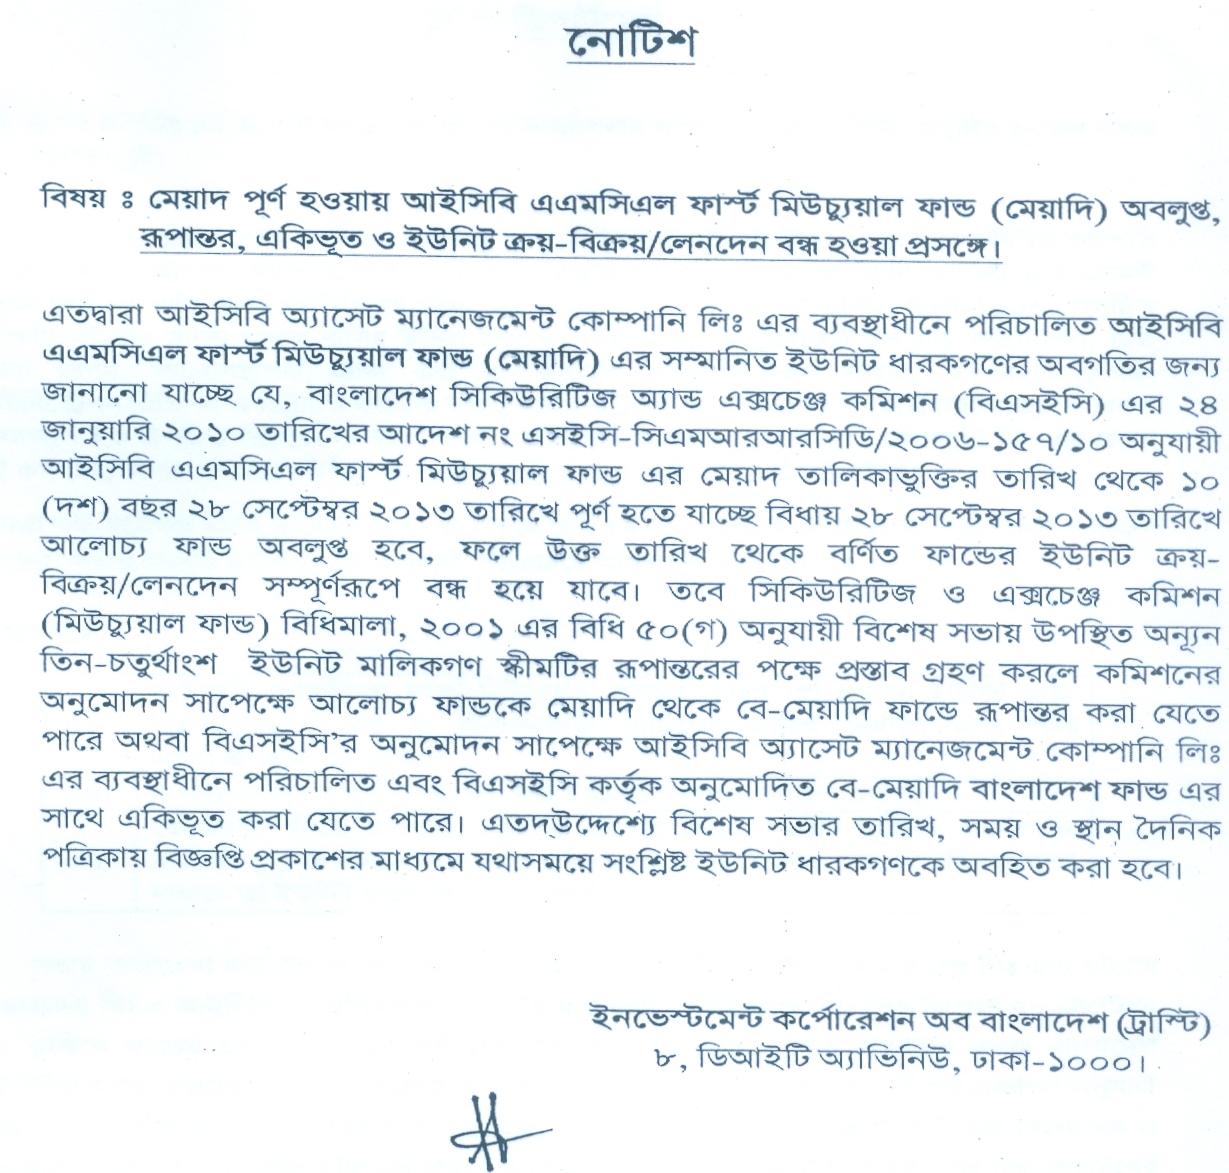 নোটিশ
বিষয় ঃ মেয়াদ পূর্ণ হওয়ায় আইসিবি এএমসিএল ফার্স্ট মিউচ্যুয়াল ফান্ড (মেয়াদি) অবলুপ্ত,
রূপান্তর, একিভূত ও ইউনিট ক্রয়-বিক্রয়/লেনদেন বন্ধ হওয়া প্রসঙ্গে।
এতদ্বারা আইসিবি অ্যাসেট ম্যানেজমেন্ট কোম্পানি লিঃ এর ব্যবস্থাধীনে পরিচালিত আইসিবি
এএমসিএল ফার্স্ট মিউচ্যুয়াল ফান্ড (মেয়াদি) এর সম্মানিত ইউনিট ধারকগণের অবগতির জন্য
জানানো যাচ্ছে যে, বাংলাদেশ সিকিউরিটিজ অ্যান্ড এক্সচেঞ্জ কমিশন (বিএসইসি) এর ২৪
জানুয়ারি ২০১০ তারিখের আদেশ নং এসইসি-সিএমআরআরসিডি/২০০৬-১৫৭/১০ অনুযায়ী
আইসিবি এএমসিএল ফার্স্ট মিউচ্যুয়াল ফান্ড এর মেয়াদ তালিকাভুক্তির তারিখ থেকে ১০
(দশ) বছর ২৮ সেপ্টেম্বর ২০১৩ তারিখে পূর্ণ হতে যাচ্ছে বিধায় ২৮ সেপ্টেম্বর ২০১৩ তারিখে
আলোচ্য ফান্ড অবলুপ্ত হবে, ফলে উক্ত তারিখ থেকে বর্ণিত ফান্ডের ইউনিট ক্রয়-
বিক্রয়/লেনদেন সম্পূর্ণরূপে বন্ধ হয়ে যাবে। তবে সিকিউরিটিজ ও এক্সচেঞ্জ কমিশন
(মিউচ্যুয়াল ফান্ড) বিধিমালা, ২০০১ এর বিধি ৫০(গ) অনুযায়ী বিশেষ সভায় উপস্থিত অন্যূন
তিন-চতুর্থাংশ ইউনিট মালিকগণ স্কীমটির রূপান্তরের পক্ষে প্রস্তাব গ্রহণ করলে কমিশনের
অনুমোদন সাপেক্ষে আলোচ্য ফান্ডকে মেয়াদি থেকে বে-মেয়াদি ফান্ডে রূপান্তর করা যেতে
পারে অথবা বিএসইসি'র অনুমোদন সাপেক্ষে আইসিবি অ্যাসেট ম্যানেজমেন্ট কোম্পানি লিঃ
এর ব্যবস্থাধীনে পরিচালিত এবং বিএসইসি কর্তৃক অনুমোদিত বে-মেয়াদি বাংলাদেশ ফান্ড এর
সাথে একিভূত করা যেতে পারে। এতদউদ্দেশ্যে বিশেষ সভার তারিখ, সময় ও স্থান দৈনিক
পত্রিকায় বিজ্ঞপ্তি প্রকাশের মাধ্যমে যথাসময়ে সংশ্লিষ্ট ইউনিট ধারকগণকে অবহিত করা হবে।
ইনভেস্টমেন্ট কর্পোরেশন অব বাংলাদেশ (ট্রাস্টি)
৮, ডিআইটি অ্যাভিনিউ, ঢাকা-১০০০।